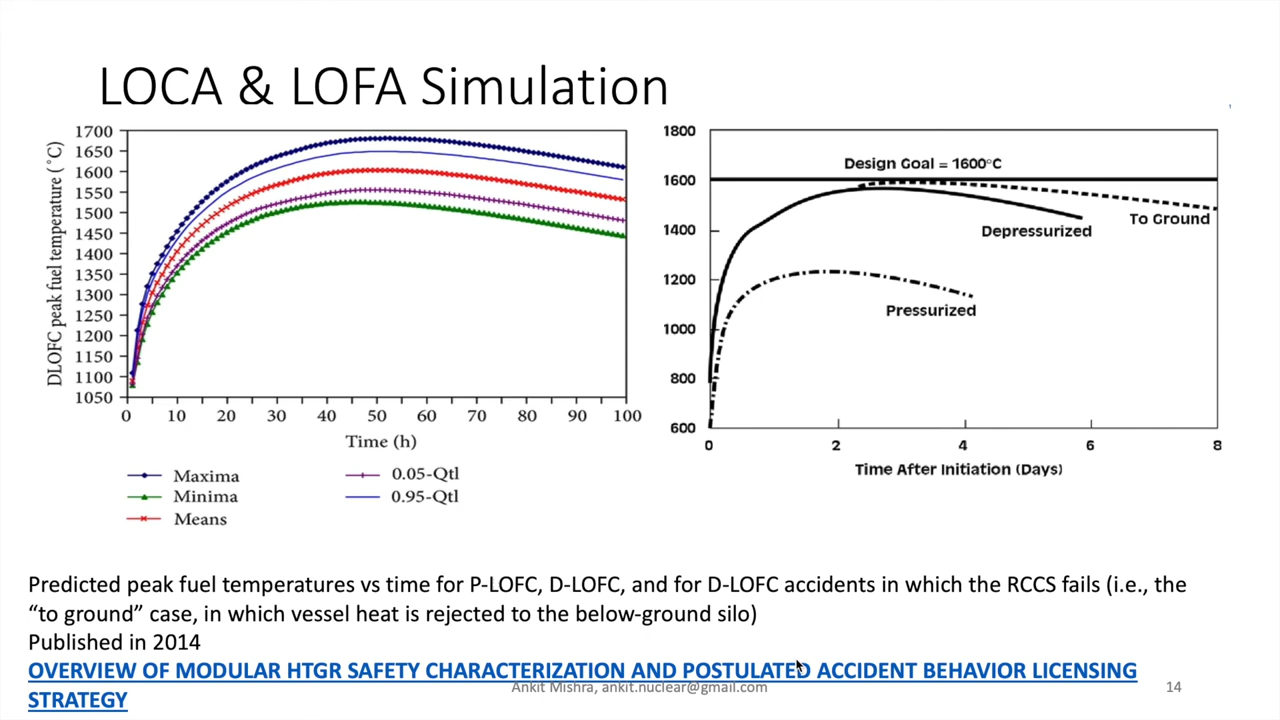 LOCA & LOFA Simulation
1700
1650
1600
1550
1500
1450
1400
1350
1300
1250
1200
1150
1100
1050
DLOFC peak fuel temperature (°C)
0 10 20 30 40 50 60 70 80 90 100
Time (h)
Maxima
Minima
Means
0.05-Qtl
0.95-Qtl
1800
1600
1400
1200
1000
800
600
Design Goal = 1600°C
To Ground
Depressurized
Pressurized
0 2 4 6 8
Time After Initiation (Days)
Predicted peak fuel temperatures vs time for P-LOFC, D-LOFC, and for D-LOFC accidents in which the RCCS fails (i.e., the
“to ground” case, in which vessel heat is rejected to the below-ground silo)
Published in 2014
OVERVIEW OF MODULAR HTGR SAFETY CHARACTERIZATION AND POSTULATED ACCIDENT BEHAVIOR LICENSING
STRATEGY
Ankit Mishra, ankit.nuclear@gmail.com
14